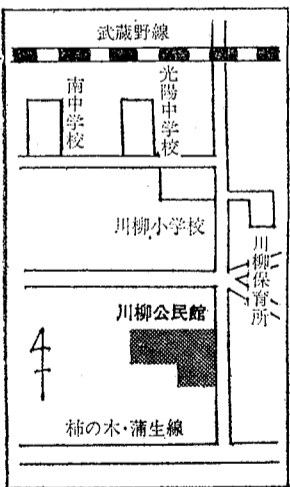 武蔵野線
南中学校
光陽中学校
川柳小学校
川柳保育所
川柳公民館
柿の木・蒲生線